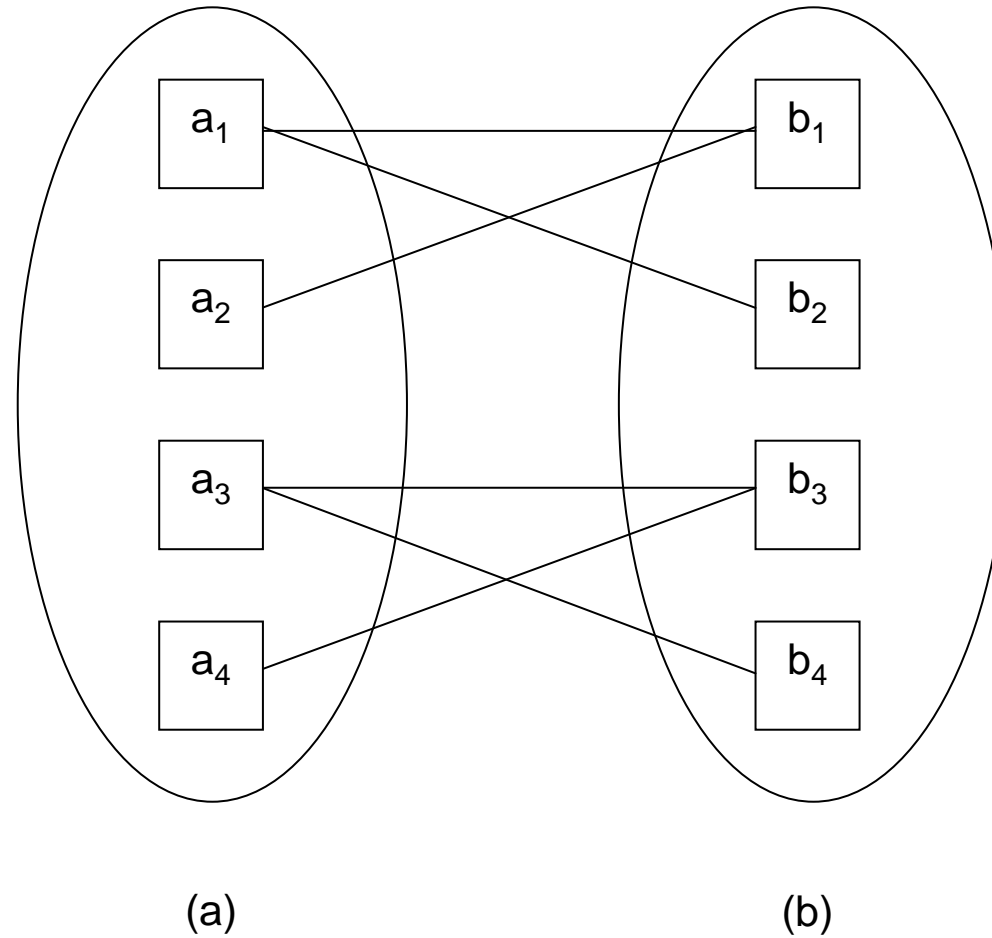 a₁ b₁
a₂ b₂
a₃ b₃
a₄ b₄
(a) (b)